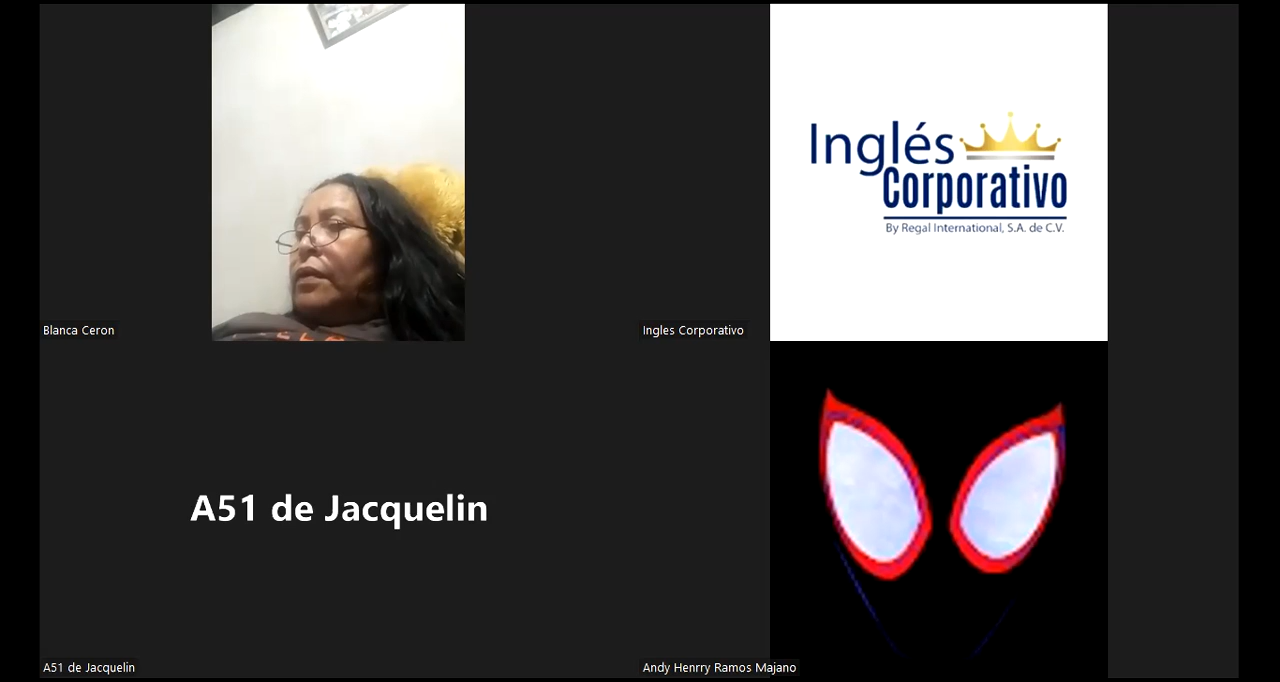 Inglés
Corporativo
By Regal International, S.A. de C.V.
Blanca Ceron
Ingles Corporativo
A51 de Jacquelin
A51 de Jacquelin
Andy Henrry Ramos Majano